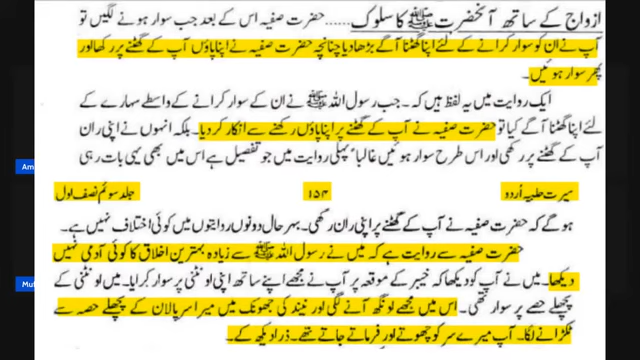 ازواج کے ساتھ آنحضرت ﷺ کا سلوک ...... حضرت صفیہ اس کے بعد جب سوار ہونے لگیں تو
آپ نے ان کو سوار کرانے کے لئے اپنا گھٹنا آگے بڑھا دیا چنانچہ حضرت صفیہ نے اپنا پاؤں آپ کے گھٹنے پر رکھا اور
پھر سوار ہوئیں۔
ایک روایت میں یہ لفظ ہیں کہ۔ جب رسول اللہ ﷺ نے ان کے سوار کرانے کے واسطے سہارے کے
لئے اپنا گھٹنا آگے کیا تو حضرت صفیہ نے آپ کے گھٹنے پر اپنا پاؤں رکھنے سے انکار کر دیا۔ بلکہ انہوں نے اپنی ران
آپ کے گھٹنے پر رکھی اور اس طرح سوار ہوئیں غالباً پہلی روایت میں جو تفصیل ہے اس میں بھی یہی بات رہی
Am
سیرت حلبیہ اُردو ۱۵۴ جلد سوئم نصف اول
ہو گے کہ حضرت صفیہ نے آپ کے گھٹنے پر اپنی ران رکھی۔ بہر حال دونوں روایتوں میں کوئی اختلاف نہیں ہے۔
حضرت صفیہ سے روایت ہے کہ میں نے رسول اللہ ﷺ سے زیادہ بہترین اخلاق کا کوئی آدمی نہیں
دیکھا۔ میں نے آپ کو دیکھا کہ خیبر کے موقعہ پر آپ نے مجھے اپنے ساتھ اپنی اونٹنی پر سوار کرایا۔ میں اونٹنی کے
Muf
پچھلے حصے پر سوار تھی۔ اس میں مجھے اونگھ آنے لگی اور نیند کی جھونک میں میرا سر پالان کے پچھلے حصہ سے
ٹکرانے لگا۔ آپ میرے سر کو چھوتے اور فرماتے جاتے تھے۔ ذرا دیکھ کے۔